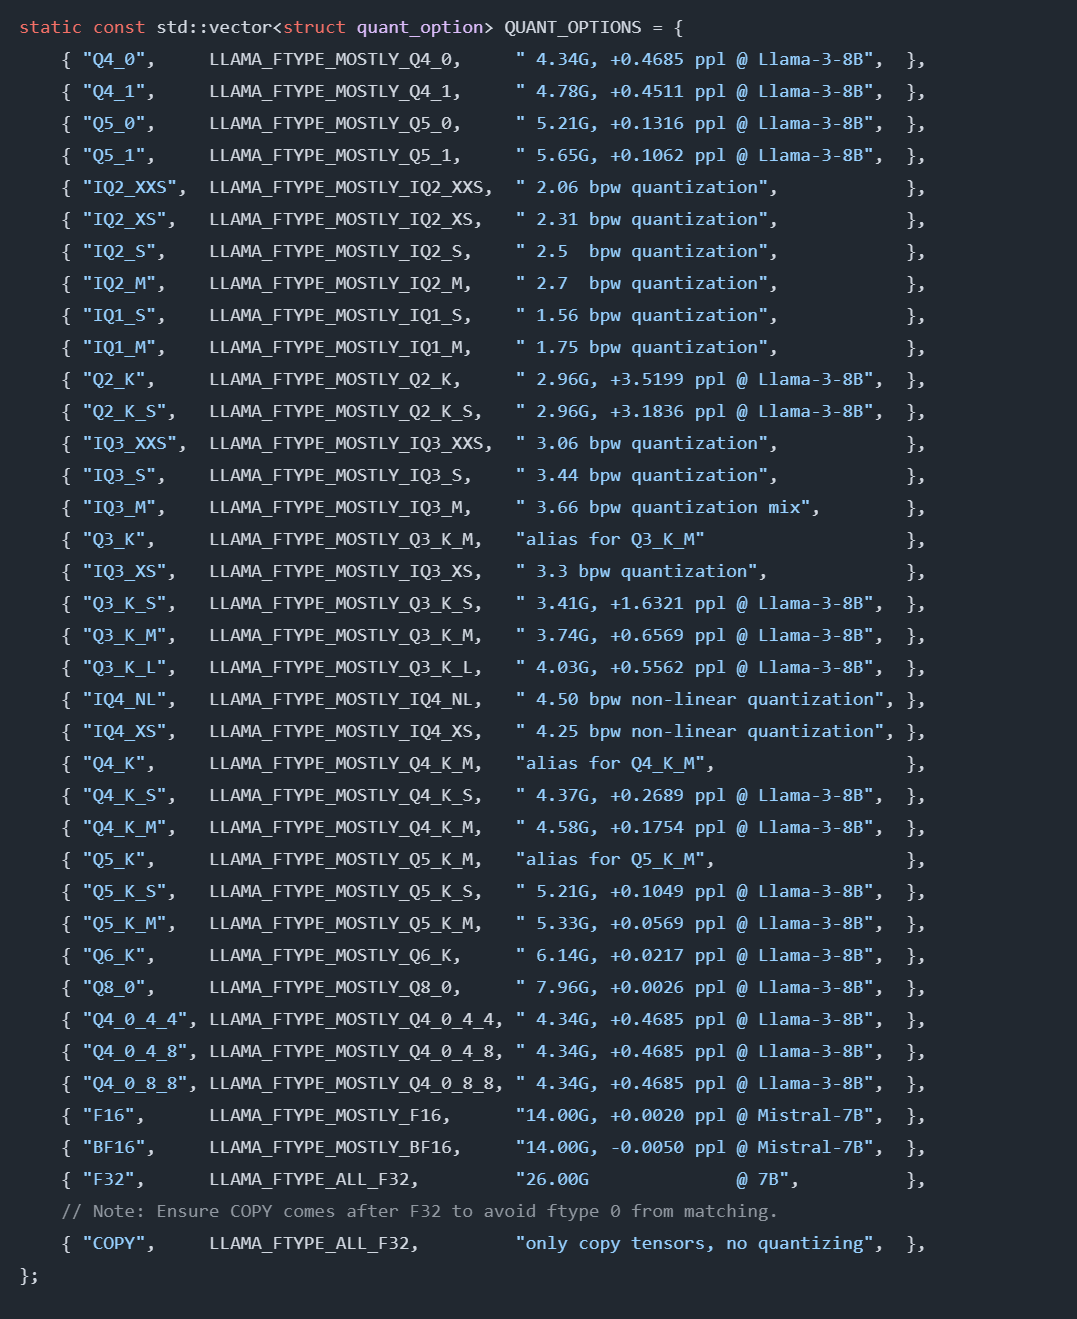 static const std::vector<struct quant_option> QUANT_OPTIONS = {
    { "Q4_0",     LLAMA_FTYPE_MOSTLY_Q4_0,     " 4.34G, +0.4685 ppl @ Llama-3-8B",  },
    { "Q4_1",     LLAMA_FTYPE_MOSTLY_Q4_1,     " 4.78G, +0.4511 ppl @ Llama-3-8B",  },
    { "Q5_0",     LLAMA_FTYPE_MOSTLY_Q5_0,     " 5.21G, +0.1316 ppl @ Llama-3-8B",  },
    { "Q5_1",     LLAMA_FTYPE_MOSTLY_Q5_1,     " 5.65G, +0.1062 ppl @ Llama-3-8B",  },
    { "IQ2_XXS",  LLAMA_FTYPE_MOSTLY_IQ2_XXS,  " 2.06 bpw quantization",            },
    { "IQ2_XS",   LLAMA_FTYPE_MOSTLY_IQ2_XS,   " 2.31 bpw quantization",            },
    { "IQ2_S",    LLAMA_FTYPE_MOSTLY_IQ2_S,    " 2.5  bpw quantization",            },
    { "IQ2_M",    LLAMA_FTYPE_MOSTLY_IQ2_M,    " 2.7  bpw quantization",            },
    { "IQ1_S",    LLAMA_FTYPE_MOSTLY_IQ1_S,    " 1.56 bpw quantization",            },
    { "IQ1_M",    LLAMA_FTYPE_MOSTLY_IQ1_M,    " 1.75 bpw quantization",            },
    { "Q2_K",     LLAMA_FTYPE_MOSTLY_Q2_K,     " 2.96G, +3.5199 ppl @ Llama-3-8B",  },
    { "Q2_K_S",   LLAMA_FTYPE_MOSTLY_Q2_K_S,   " 2.96G, +3.1836 ppl @ Llama-3-8B",  },
    { "IQ3_XXS",  LLAMA_FTYPE_MOSTLY_IQ3_XXS,  " 3.06 bpw quantization",            },
    { "IQ3_S",    LLAMA_FTYPE_MOSTLY_IQ3_S,    " 3.44 bpw quantization",            },
    { "IQ3_M",    LLAMA_FTYPE_MOSTLY_IQ3_M,    " 3.66 bpw quantization mix",        },
    { "Q3_K",     LLAMA_FTYPE_MOSTLY_Q3_K_M,   "alias for Q3_K_M"                   },
    { "IQ3_XS",   LLAMA_FTYPE_MOSTLY_IQ3_XS,   " 3.3 bpw quantization",             },
    { "Q3_K_S",   LLAMA_FTYPE_MOSTLY_Q3_K_S,   " 3.41G, +1.6321 ppl @ Llama-3-8B",  },
    { "Q3_K_M",   LLAMA_FTYPE_MOSTLY_Q3_K_M,   " 3.74G, +0.6569 ppl @ Llama-3-8B",  },
    { "Q3_K_L",   LLAMA_FTYPE_MOSTLY_Q3_K_L,   " 4.03G, +0.5562 ppl @ Llama-3-8B",  },
    { "IQ4_NL",   LLAMA_FTYPE_MOSTLY_IQ4_NL,   " 4.50 bpw non-linear quantization", },
    { "IQ4_XS",   LLAMA_FTYPE_MOSTLY_IQ4_XS,   " 4.25 bpw non-linear quantization", },
    { "Q4_K",     LLAMA_FTYPE_MOSTLY_Q4_K_M,   "alias for Q4_K_M",                  },
    { "Q4_K_S",   LLAMA_FTYPE_MOSTLY_Q4_K_S,   " 4.37G, +0.2689 ppl @ Llama-3-8B",  },
    { "Q4_K_M",   LLAMA_FTYPE_MOSTLY_Q4_K_M,   " 4.58G, +0.1754 ppl @ Llama-3-8B",  },
    { "Q5_K",     LLAMA_FTYPE_MOSTLY_Q5_K_M,   "alias for Q5_K_M",                  },
    { "Q5_K_S",   LLAMA_FTYPE_MOSTLY_Q5_K_S,   " 5.21G, +0.1049 ppl @ Llama-3-8B",  },
    { "Q5_K_M",   LLAMA_FTYPE_MOSTLY_Q5_K_M,   " 5.33G, +0.0569 ppl @ Llama-3-8B",  },
    { "Q6_K",     LLAMA_FTYPE_MOSTLY_Q6_K,     " 6.14G, +0.0217 ppl @ Llama-3-8B",  },
    { "Q8_0",     LLAMA_FTYPE_MOSTLY_Q8_0,     " 7.96G, +0.0026 ppl @ Llama-3-8B",  },
    { "Q4_0_4_4", LLAMA_FTYPE_MOSTLY_Q4_0_4_4, " 4.34G, +0.4685 ppl @ Llama-3-8B",  },
    { "Q4_0_4_8", LLAMA_FTYPE_MOSTLY_Q4_0_4_8, " 4.34G, +0.4685 ppl @ Llama-3-8B",  },
    { "Q4_0_8_8", LLAMA_FTYPE_MOSTLY_Q4_0_8_8, " 4.34G, +0.4685 ppl @ Llama-3-8B",  },
    { "F16",      LLAMA_FTYPE_MOSTLY_F16,      "14.00G, +0.0020 ppl @ Mistral-7B",  },
    { "BF16",     LLAMA_FTYPE_MOSTLY_BF16,     "14.00G, -0.0050 ppl @ Mistral-7B",  },
    { "F32",      LLAMA_FTYPE_ALL_F32,         "26.00G              @ 7B",          },
    // Note: Ensure COPY comes after F32 to avoid ftype 0 from matching.
    { "COPY",     LLAMA_FTYPE_ALL_F32,         "only copy tensors, no quantizing",  },
};